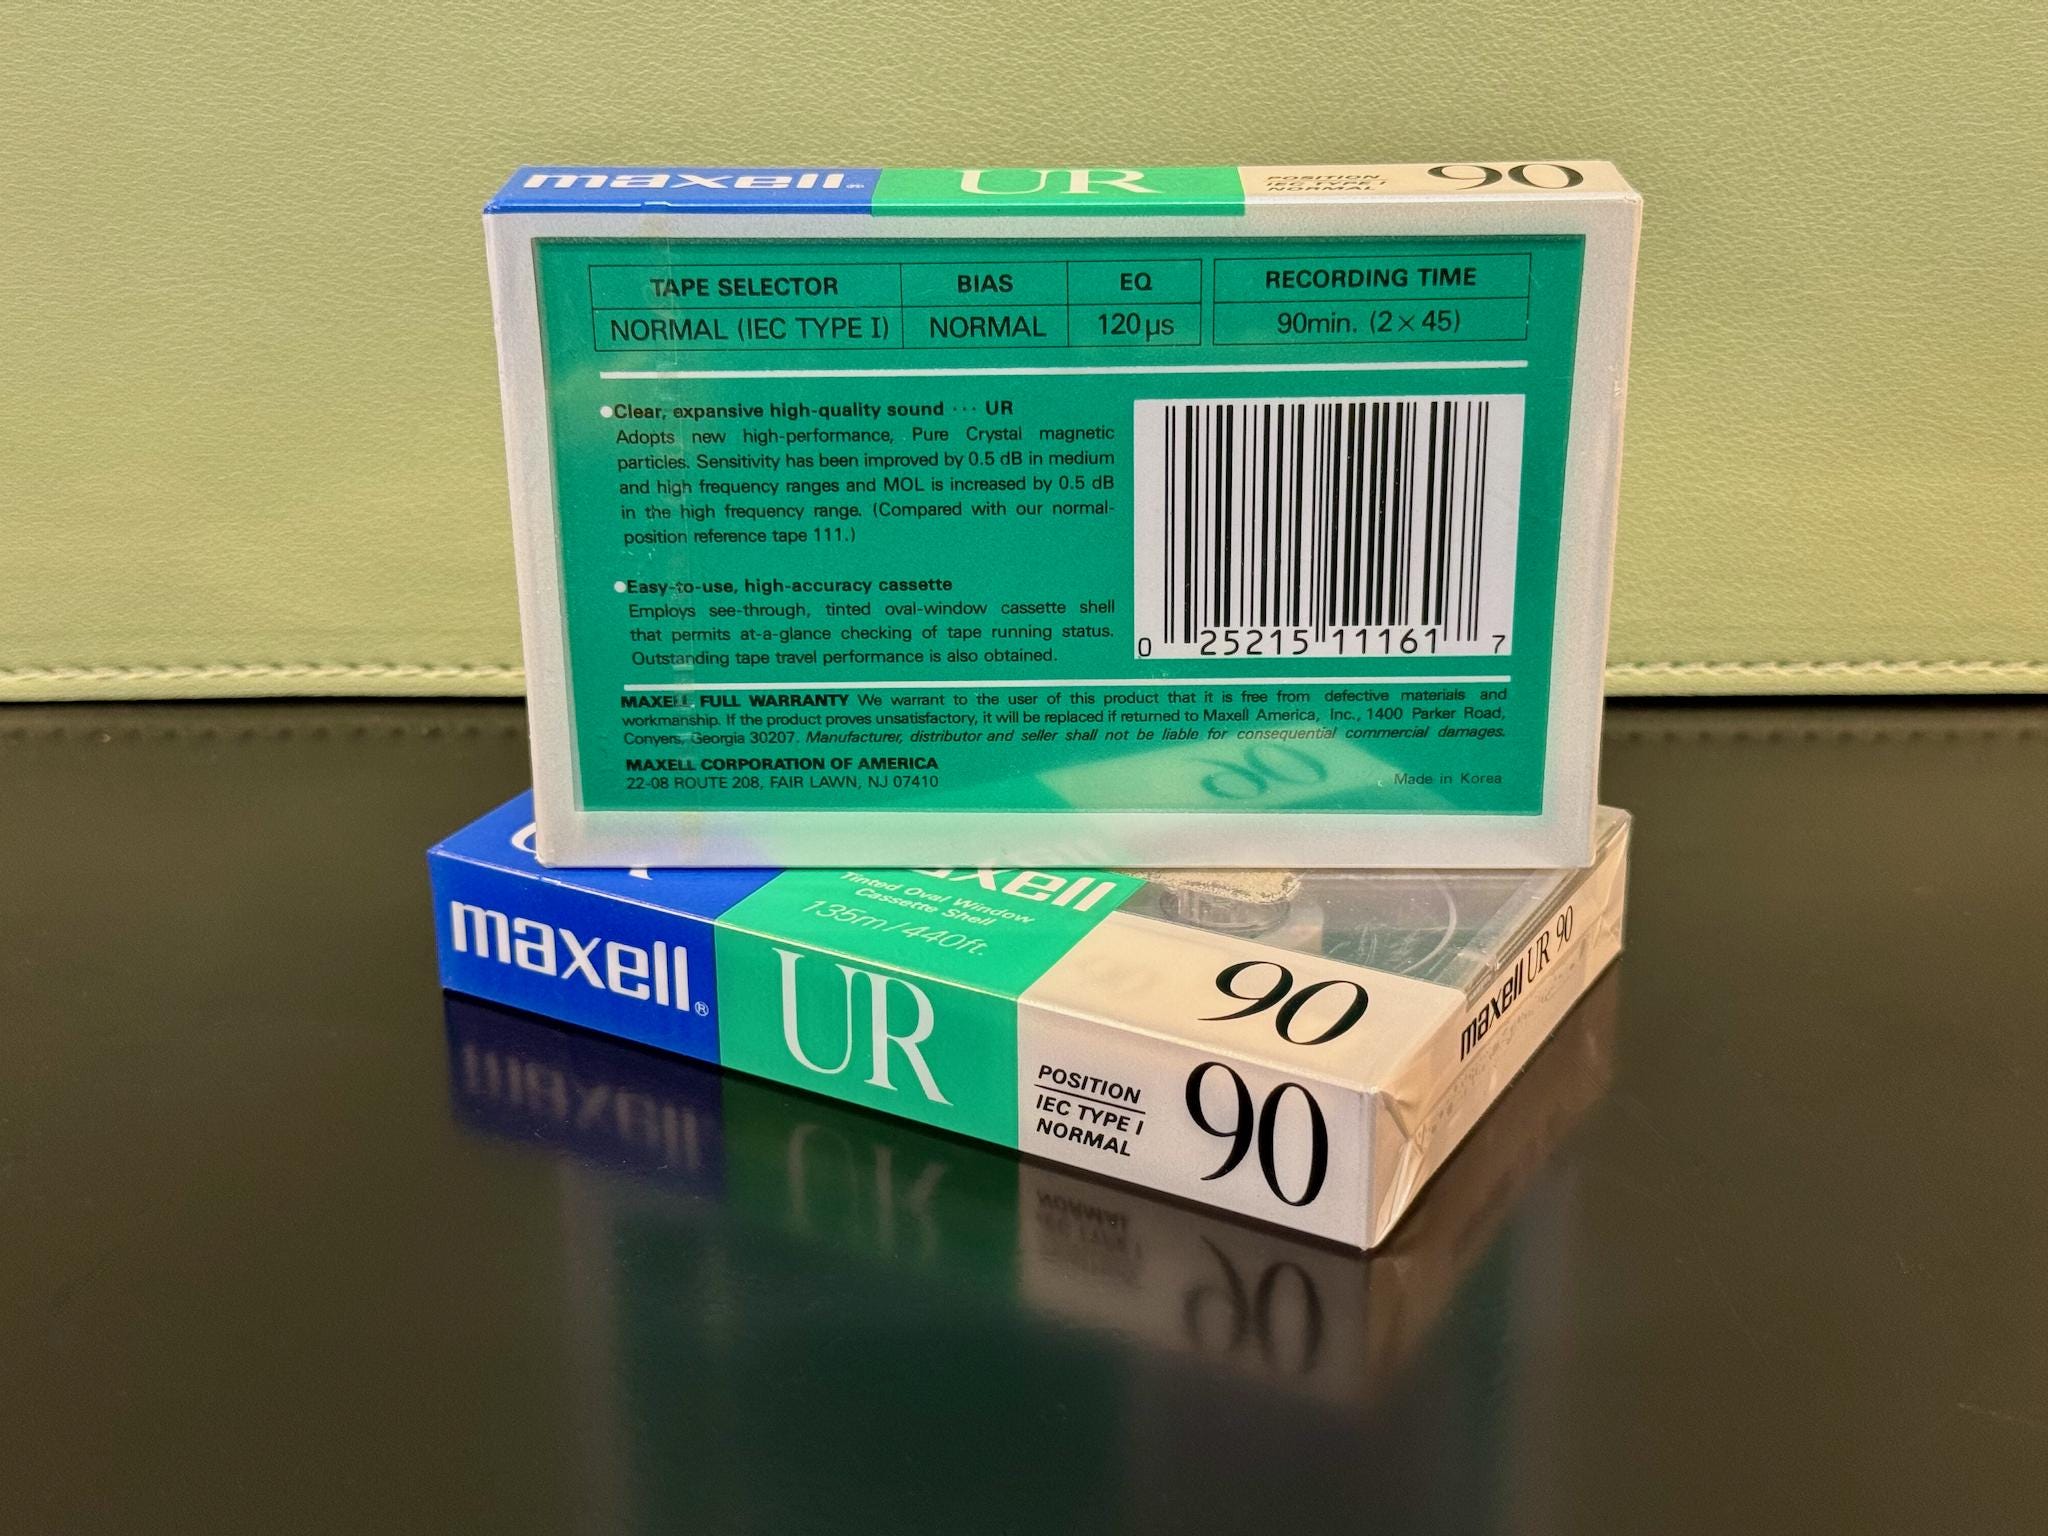 maxell® UR POSITION 90
IEC TYPE I
NORMAL
TAPE SELECTOR BIAS EQ RECORDING TIME
NORMAL (IEC TYPE I) NORMAL 120µs 90min. (2×45)
●Clear, expansive high-quality sound ··· UR
Adopts new high-performance, Pure Crystal magnetic
particles. Sensitivity has been improved by 0.5 dB in medium
and high frequency ranges and MOL is increased by 0.5 dB
in the high frequency range. (Compared with our normal-
position reference tape 111.)
●Easy-to-use, high-accuracy cassette
Employs see-through, tinted oval-window cassette shell
that permits at-a-glance checking of tape running status.
Outstanding tape travel performance is also obtained.
0 25215 11161 7
MAXELL FULL WARRANTY We warrant to the user of this product that it is free from defective materials and
workmanship. If the product proves unsatisfactory, it will be replaced if returned to Maxell America, Inc., 1400 Parker Road,
Conyers, Georgia 30207. Manufacturer, distributor and seller shall not be liable for consequential commercial damages.
MAXELL CORPORATION OF AMERICA
22-08 ROUTE 208, FAIR LAWN, NJ 07410
Made in Korea
maxell
Tinted Oval Window
Cassette Shell
135m/440ft.
90
maxell® UR POSITION 90
IEC TYPE I
NORMAL
maxell UR 90